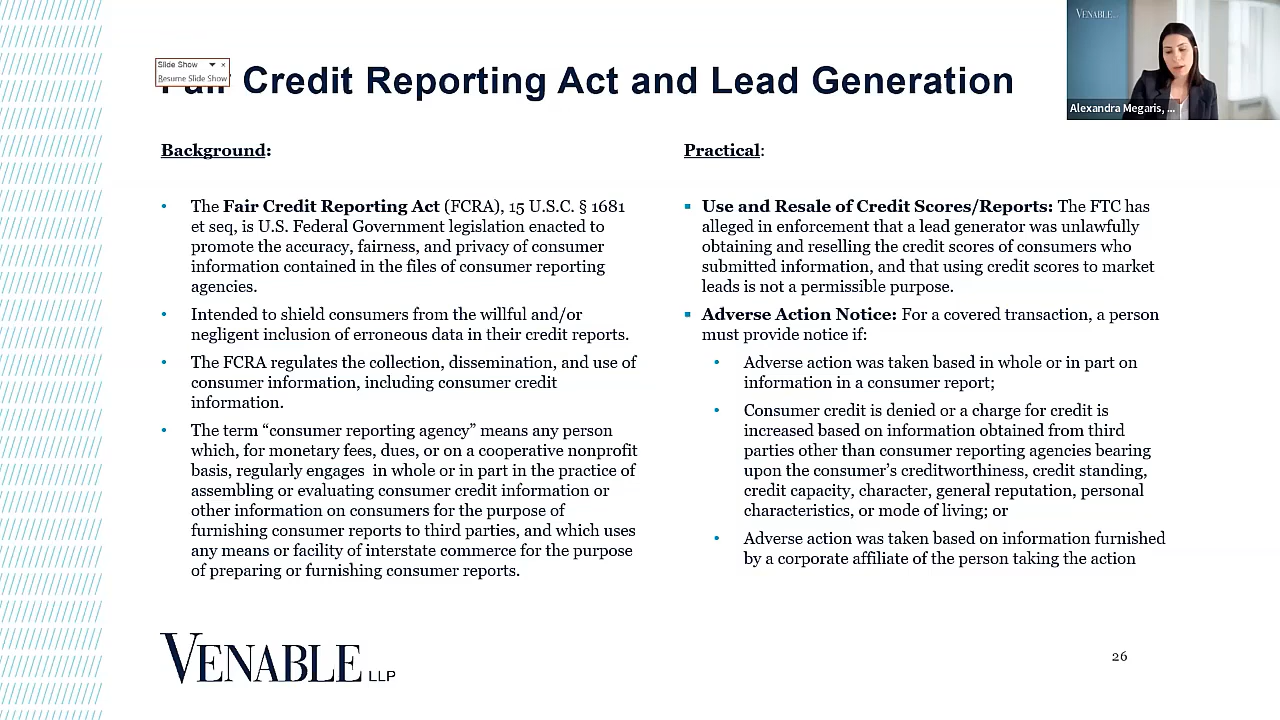 VENABLE
Alexandra Megaris, ...
Slide Show
Resume Slide Show
Fair Credit Reporting Act and Lead Generation
Background:
• The Fair Credit Reporting Act (FCRA), 15 U.S.C. § 1681
et seq, is U.S. Federal Government legislation enacted to
promote the accuracy, fairness, and privacy of consumer
information contained in the files of consumer reporting
agencies.
• Intended to shield consumers from the willful and/or
negligent inclusion of erroneous data in their credit reports.
• The FCRA regulates the collection, dissemination, and use of
consumer information, including consumer credit
information.
• The term “consumer reporting agency” means any person
which, for monetary fees, dues, or on a cooperative nonprofit
basis, regularly engages in whole or in part in the practice of
assembling or evaluating consumer credit information or
other information on consumers for the purpose of
furnishing consumer reports to third parties, and which uses
any means or facility of interstate commerce for the purpose
of preparing or furnishing consumer reports.
Practical:
▪ Use and Resale of Credit Scores/Reports: The FTC has
alleged in enforcement that a lead generator was unlawfully
obtaining and reselling the credit scores of consumers who
submitted information, and that using credit scores to market
leads is not a permissible purpose.
▪ Adverse Action Notice: For a covered transaction, a person
must provide notice if:
• Adverse action was taken based in whole or in part on
information in a consumer report;
• Consumer credit is denied or a charge for credit is
increased based on information obtained from third
parties other than consumer reporting agencies bearing
upon the consumer’s creditworthiness, credit standing,
credit capacity, character, general reputation, personal
characteristics, or mode of living; or
• Adverse action was taken based on information furnished
by a corporate affiliate of the person taking the action
VENABLE LLP
26